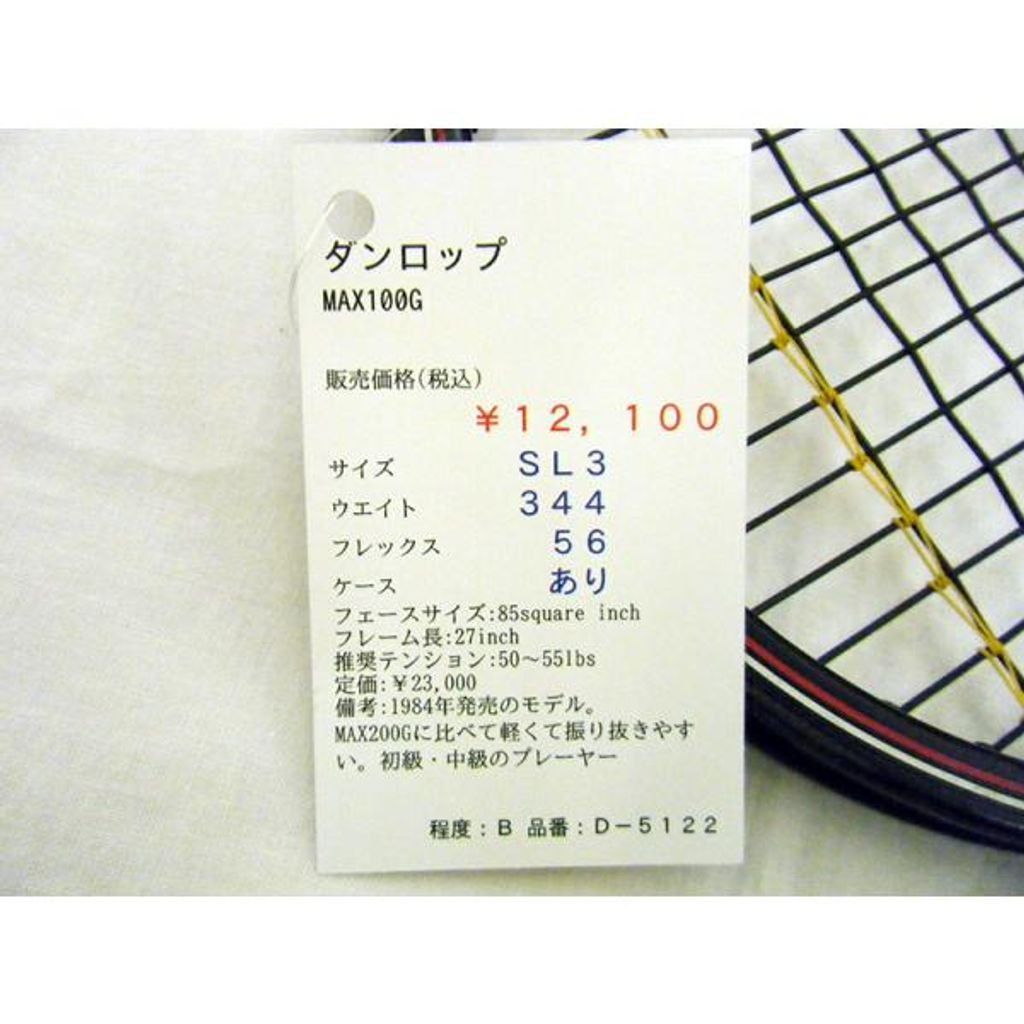 ダンロップ
MAX100G
販売価格(税込)
¥12,100
サイズ SL3
ウエイト 344
フレックス 56
ケース あり
フェースサイズ:85square inch
フレーム長:27inch
推奨テンション:50～55lbs
定価:¥23,000
備考:1984年発売のモデル。
MAX200Gに比べて軽くて振り抜きやす
い。初級・中級のプレーヤー
程度:B 品番:D-5122